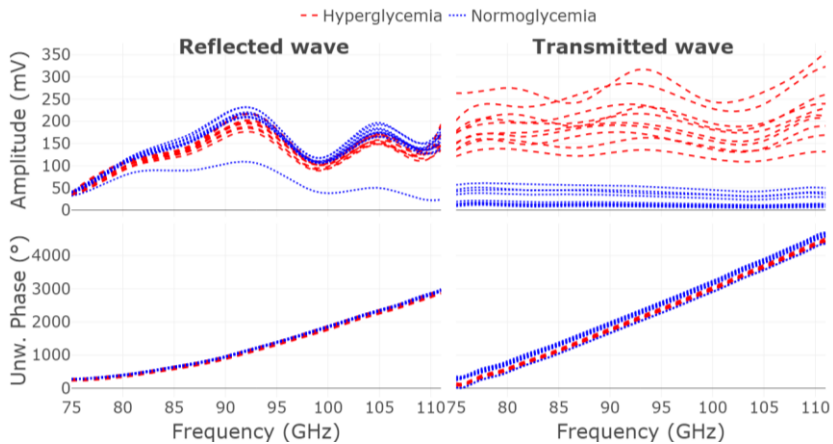 Hyperglycemia Normoglycemia
Reflected wave Transmitted wave
Amplitude (mV)
350
300
250
200
150
100
50
0
Unw. Phase (°)
4000
3000
2000
1000
0
75 80 85 90 95 100 105 110 75 80 85 90 95 100 105 110
Frequency (GHz) Frequency (GHz)